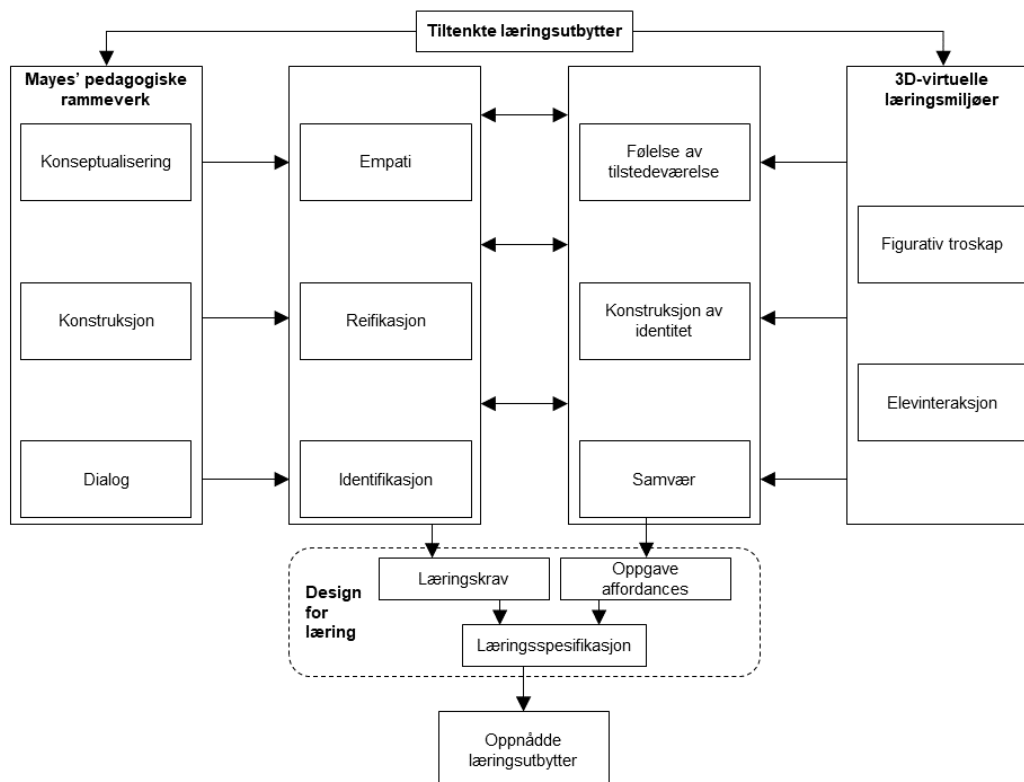 Tiltenkte læringsutbytter
Mayes’ pedagogiske
rammeverk
3D-virtuelle
læringsmiljøer
Konseptualisering
Empati
Følelse av
tilstedeværelse
Figurativ troskap
Konstruksjon
Reifikasjon
Konstruksjon av
identitet
Elevinteraksjon
Dialog
Identifikasjon
Samvær
Design
for
læring
Læringskrav
Oppgave
affordances
Læringsspesifikasjon
Oppnådde
læringsutbytter